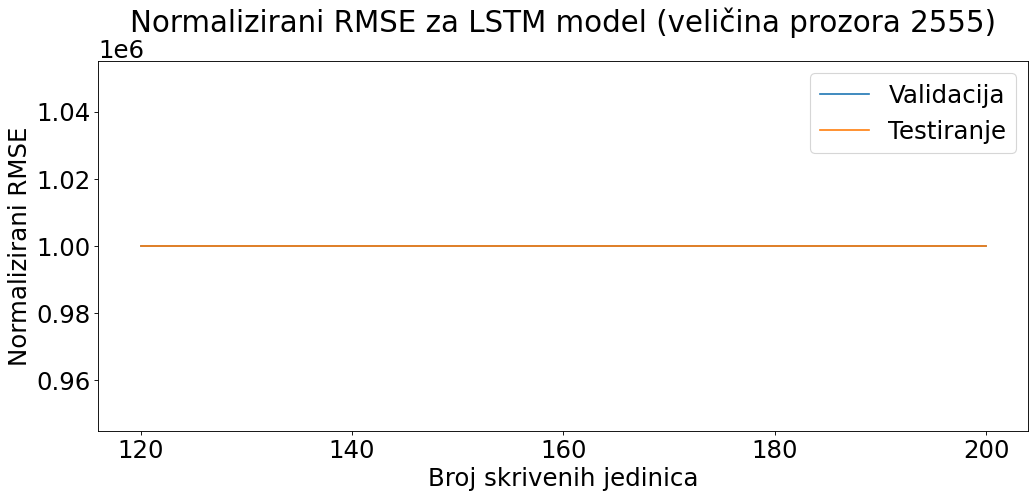 Normalizirani RMSE za LSTM model (veličina prozora 2555)
1e6
Validacija
Testiranje
1.04
1.02
1.00
0.98
0.96
Normalizirani RMSE
120 140 160 180 200
Broj skrivenih jedinica